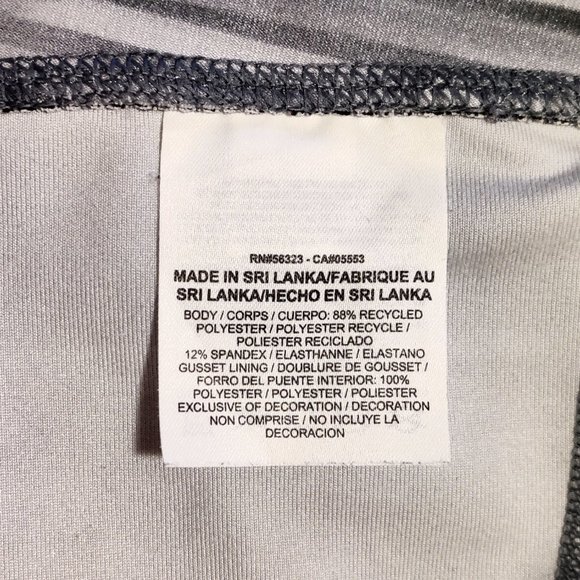 RN#56323 - CA#05553
MADE IN SRI LANKA/FABRIQUE AU
SRI LANKA/HECHO EN SRI LANKA
BODY / CORPS / CUERPO: 88% RECYCLED
POLYESTER / POLYESTER RECYCLE /
POLIESTER RECICLADO
12% SPANDEX / ELASTHANNE / ELASTANO
GUSSET LINING / DOUBLURE DE GOUSSET /
FORRO DEL PUENTE INTERIOR: 100%
POLYESTER / POLYESTER / POLIESTER
EXCLUSIVE OF DECORATION / DECORATION
NON COMPRISE / NO INCLUYE LA
DECORACION